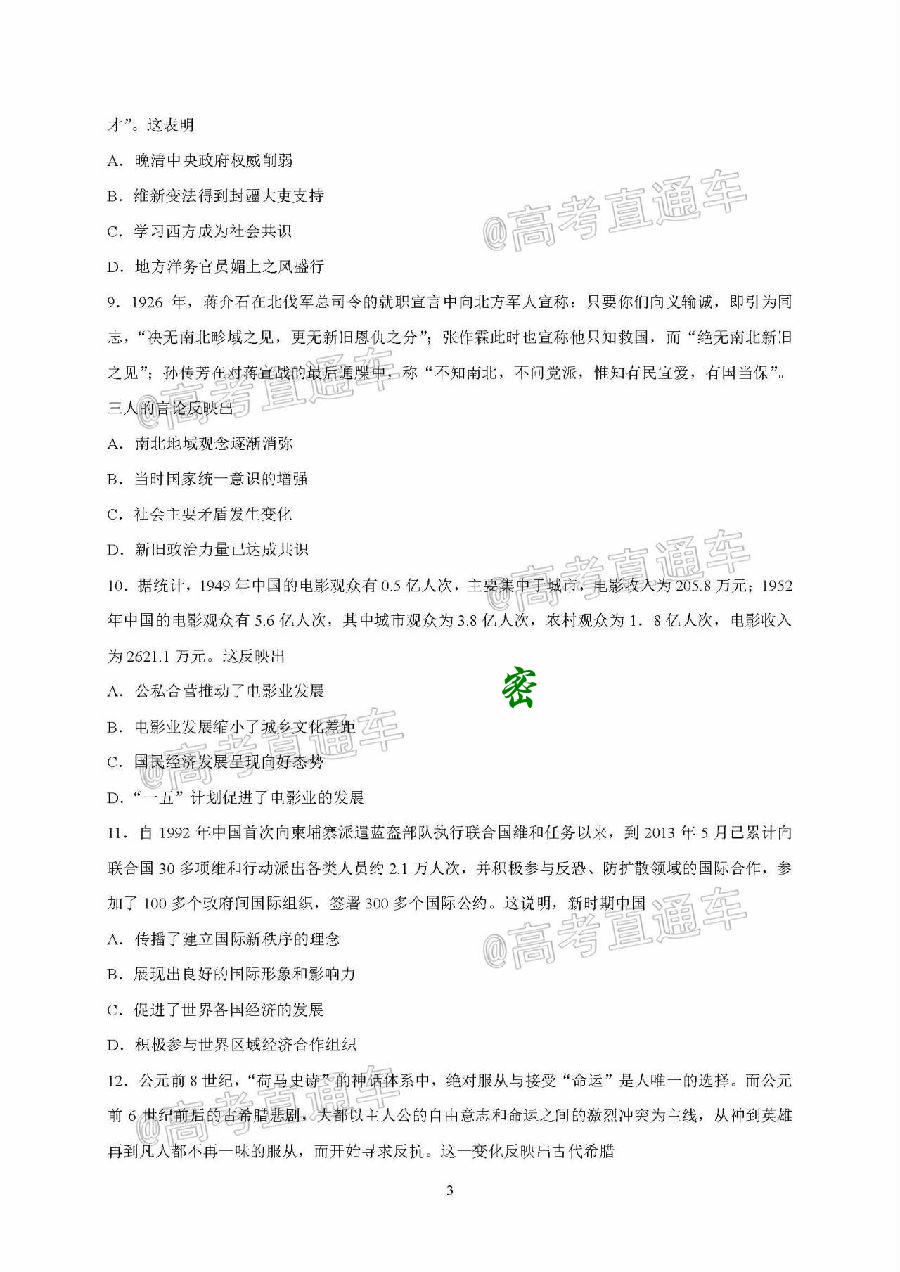 才”。这表明
A．晚清中央政府权威削弱
B．维新变法得到封疆大吏支持
C．学习西方成为社会共识
D．地方洋务官员媚上之风盛行
9．1926 年，蒋介石在北伐军总司令的就职宣言中向北方军人宣称：只要你们向义输诚，即引为同
志，“决无南北畛域之见，更无新旧恩仇之分”；张作霖此时也宣称他只知救国，而“绝无南北新旧
之见”；孙传芳在对蒋宣战的最后通牒中，称“不知南北，不问党派，惟知有民宜爱，有国当保”。.
三人的言论反映出
A．南北地域观念逐渐消弥
B．当时国家统一意识的增强
C．社会主要矛盾发生变化
D．新旧政治力量已达成共识
10．据统计，1949 年中国的电影观众有 0.5 亿人次，主要集中于城市，电影收入为 205.8 万元；1952
年中国的电影观众有 5.6 亿人次，其中城市观众为 3.8 亿人次，农村观众为 1．8 亿人次，电影收入
为 2621.1 万元。这反映出
A．公私合营推动了电影业发展
B．电影业发展缩小了城乡文化差距
C．国民经济发展呈现向好态势
D．“一五”计划促进了电影业的发展
密
11．自 1992 年中国首次向柬埔寨派遣蓝盔部队执行联合国维和任务以来，到 2013 年 5 月已累计向
联合国 30 多项维和行动派出各类人员约 2.1 万人次，并积极参与反恐、防扩散领域的国际合作，参
加了 100 多个政府间国际组织，签署 300 多个国际公约。这说明，新时期中国
A．传播了建立国际新秩序的理念
B．展现出良好的国际形象和影响力
C．促进了世界各国经济的发展
D．积极参与世界区域经济合作组织
12．公元前 8 世纪，“荷马史诗”的神话体系中，绝对服从与接受“命运”是人唯一的选择。而公元
前 6 世纪前后的古希腊悲剧，大都以主人公的自由意志和命运之间的激烈冲突为主线，从神到英雄
再到凡人都不再一味的服从，而开始寻求反抗。这一变化反映出古代希腊
3
@高考直通车
@高考直通车
@高考直通车
@高考直通车
@高考直通车
@高考直通车